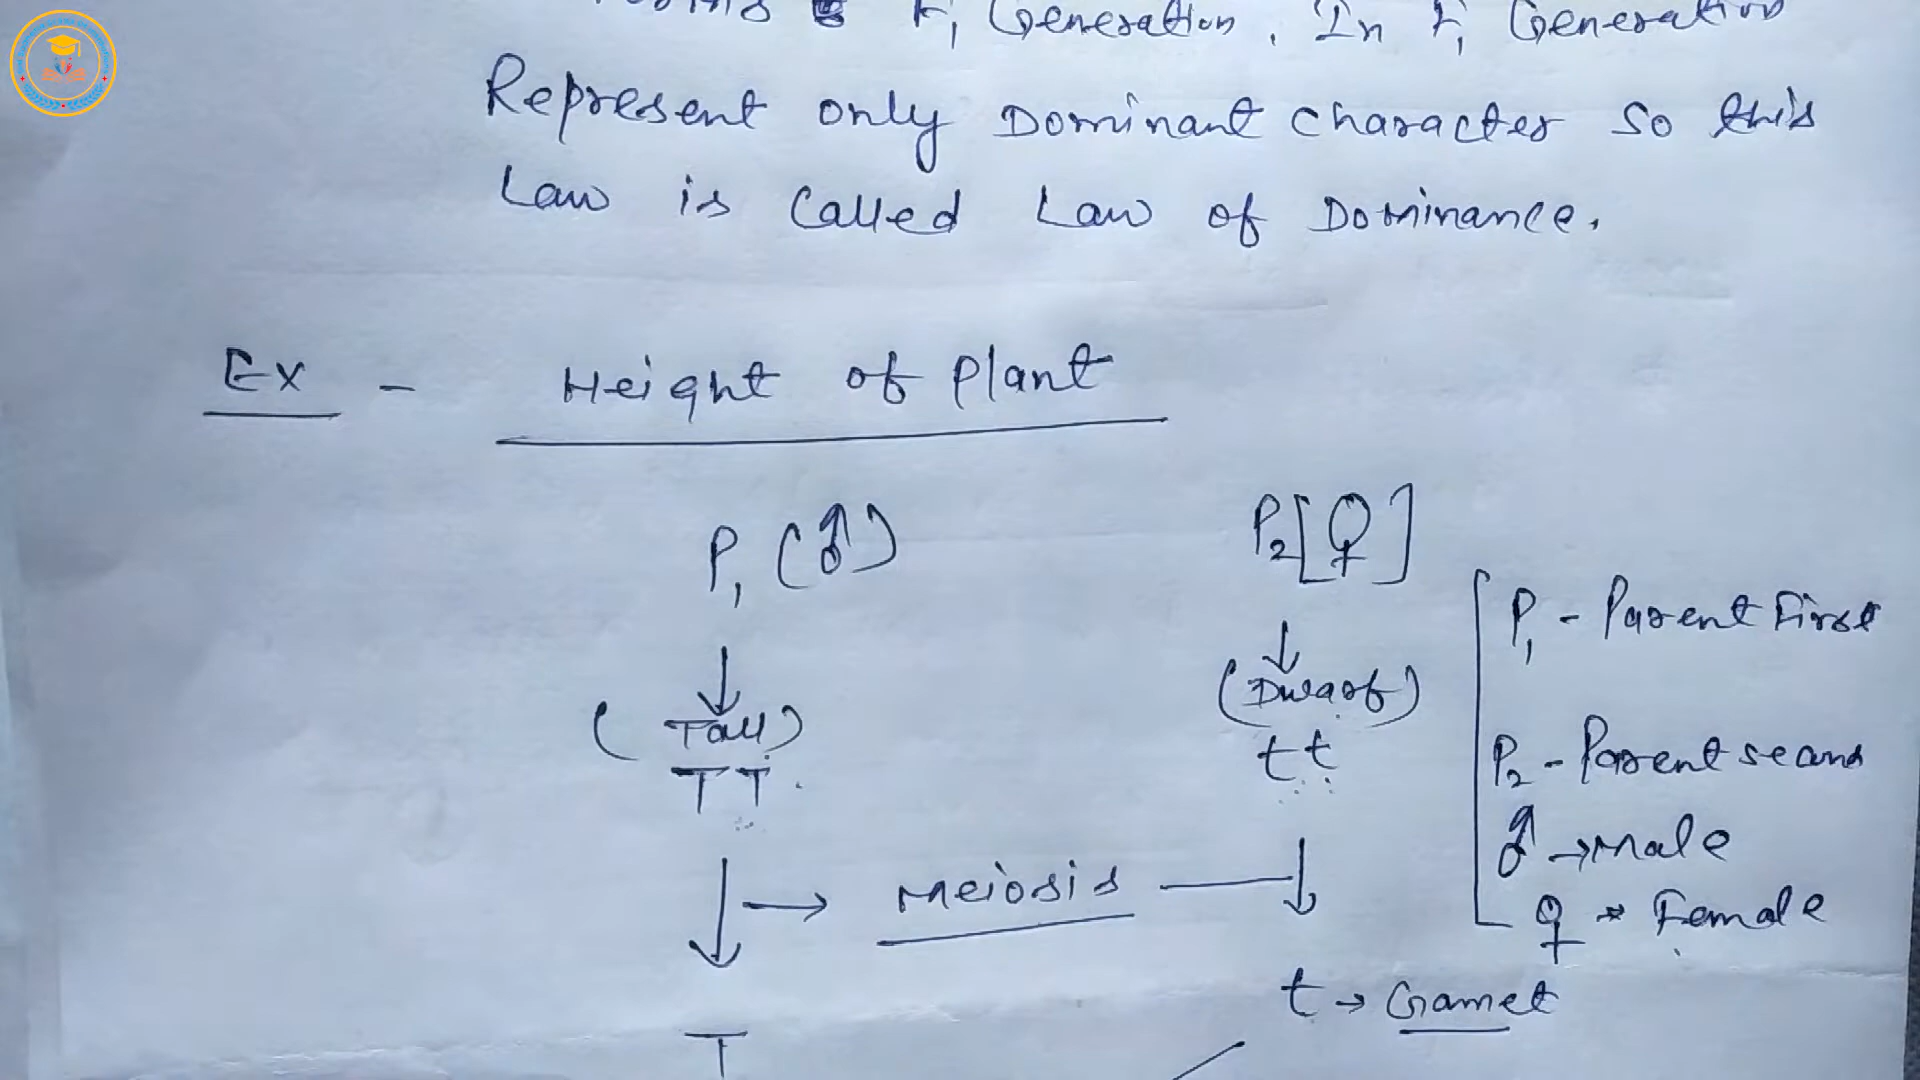 F1 Generation. In F1 Generation
Represent only Dominant character so this
Law is called Law of Dominance.
Ex - Height of Plant
P1 (♂) P2 [♀]
↓ ↓
(Tall) (Dwarf)
TT tt
P1 - Parent First
P2 - Parent secand
♂ → Male
♀ → Female
↓ → Meiosis ↓
t → Gamet
T